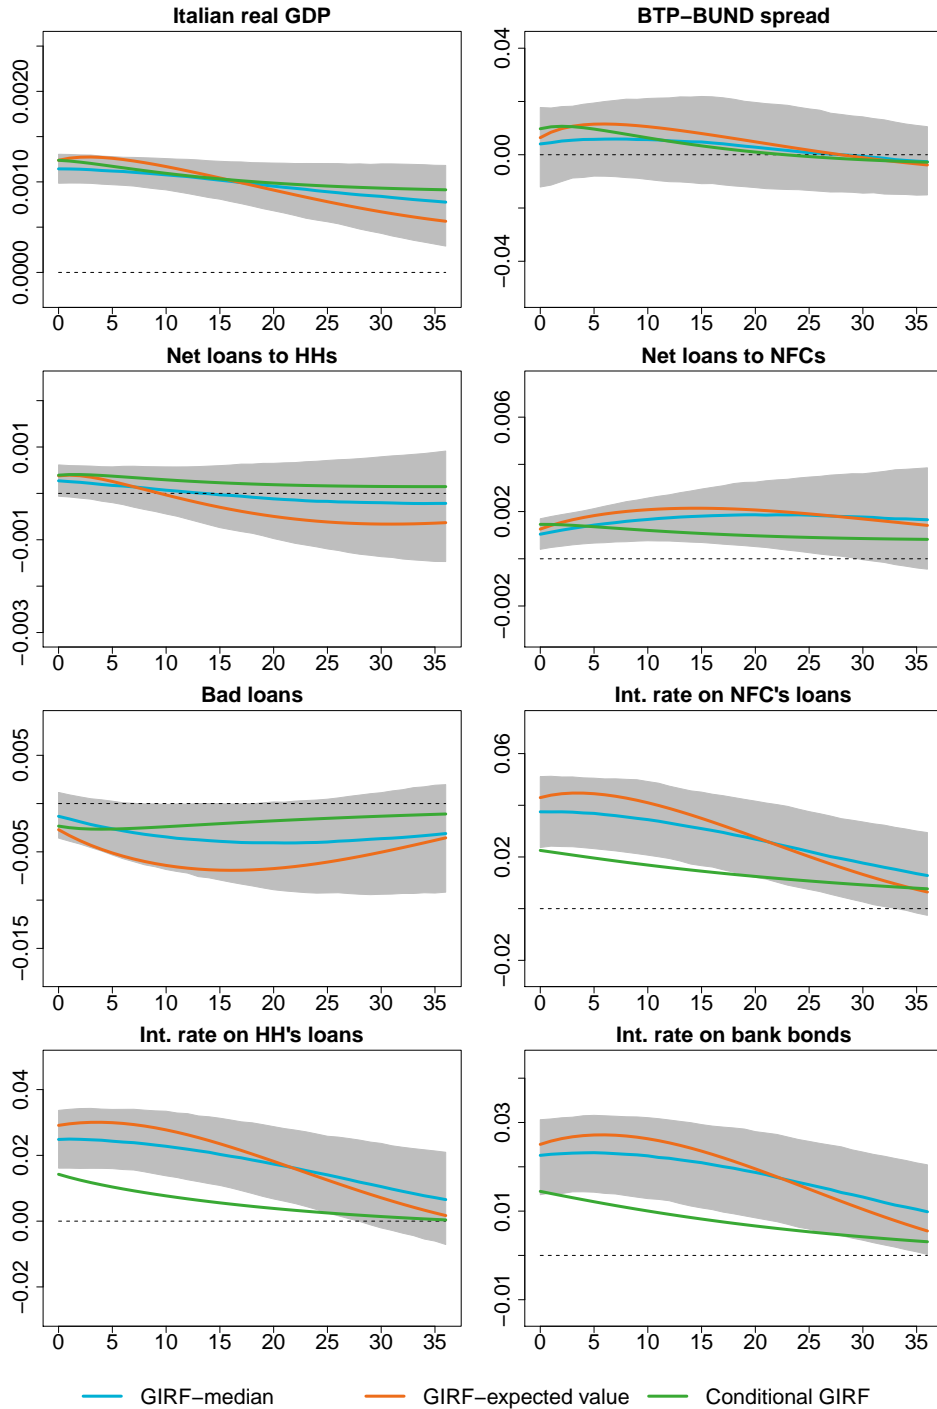 Italian real GDP
BTP−BUND spread
0.0000 0.0010 0.0020
0 5 10 15 20 25 30 35
−0.04 0.00 0.04
0 5 10 15 20 25 30 35
Net loans to HHs
Net loans to NFCs
−0.003 −0.001 0.001
0 5 10 15 20 25 30 35
−0.002 0.002 0.006
0 5 10 15 20 25 30 35
Bad loans
Int. rate on NFC's loans
−0.015 −0.005 0.005
0 5 10 15 20 25 30 35
−0.02 0.02 0.06
0 5 10 15 20 25 30 35
Int. rate on HH's loans
Int. rate on bank bonds
−0.02 0.00 0.02 0.04
0 5 10 15 20 25 30 35
−0.01 0.01 0.03
0 5 10 15 20 25 30 35
GIRF−median GIRF−expected value Conditional GIRF